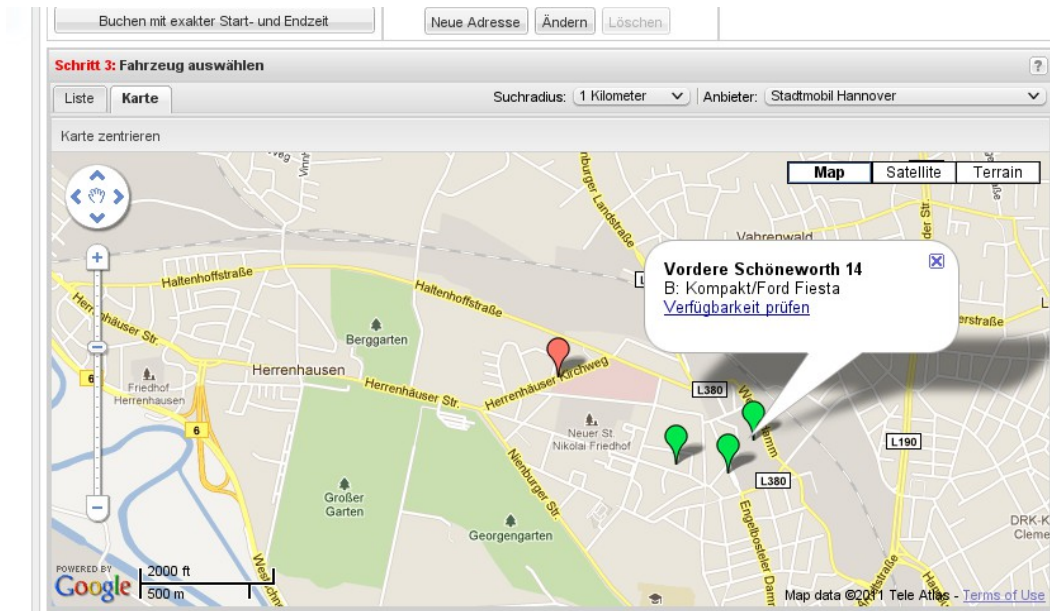 Buchen mit exakter Start- und Endzeit
Neue Adresse
Ändern
Löschen
Schritt 3: Fahrzeug auswählen
?
Liste
Karte
Suchradius: 1 Kilometer
Anbieter: Stadtmobil Hannover
Karte zentrieren
Map
Satellite
Terrain
Vahrenwald
Vordere Schöneworth 14
B: Kompakt/Ford Fiesta
Verfügbarkeit prüfen
Haltenhoffstraße
Haltenhoffstraße
Herrenhäuser Str.
Berggarten
Herrenhausen
Herrenhäuser Kirchweg
Herrenhäuser Str.
6
Friedhof
Herrenhausen
L380
6
Neuer St.
Nikolai Friedhof
L190
L380
Nienburger Str.
Großer
Garten
Georgengarten
Engelbosteler Damm
DRK-K
Cleme
POWERED BY
Google
2000 ft
500 m
Map data ©2011 Tele Atlas - Terms of Use